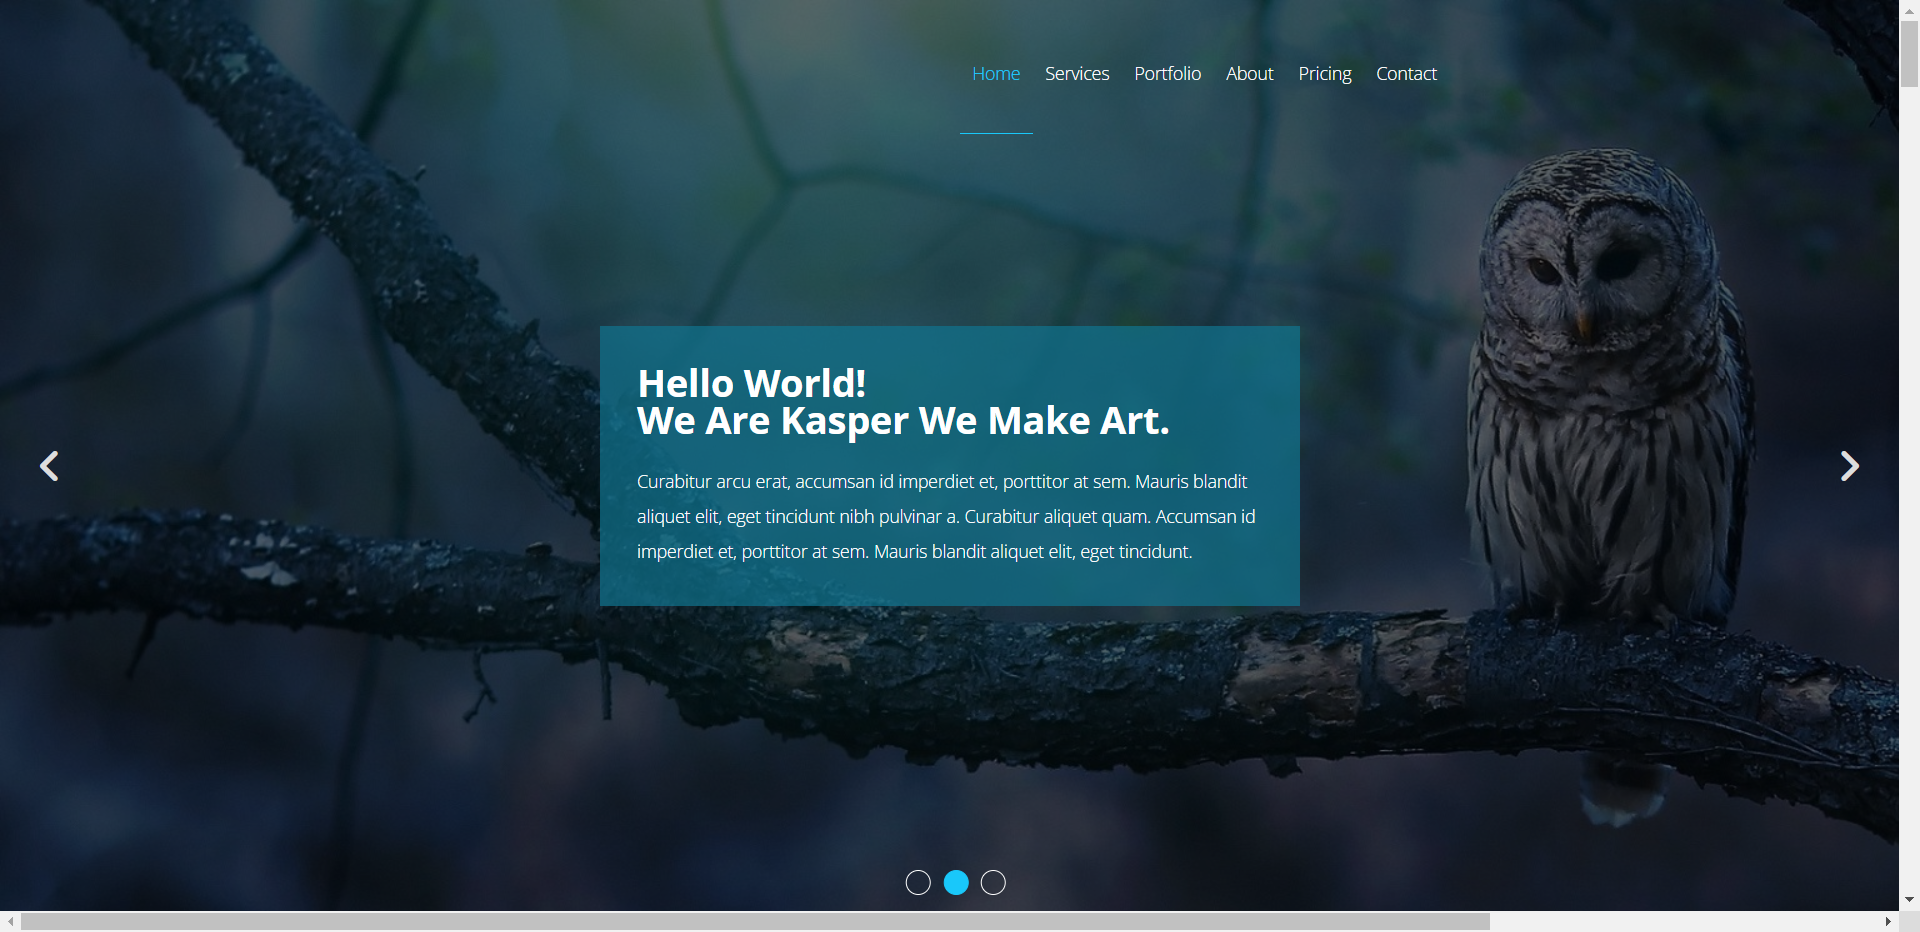 Home Services Portfolio About Pricing Contact
Hello World!
We Are Kasper We Make Art.
Curabitur arcu erat, accumsan id imperdiet et, porttitor at sem. Mauris blandit
aliquet elit, eget tincidunt nibh pulvinar a. Curabitur aliquet quam. Accumsan id
imperdiet et, porttitor at sem. Mauris blandit aliquet elit, eget tincidunt.